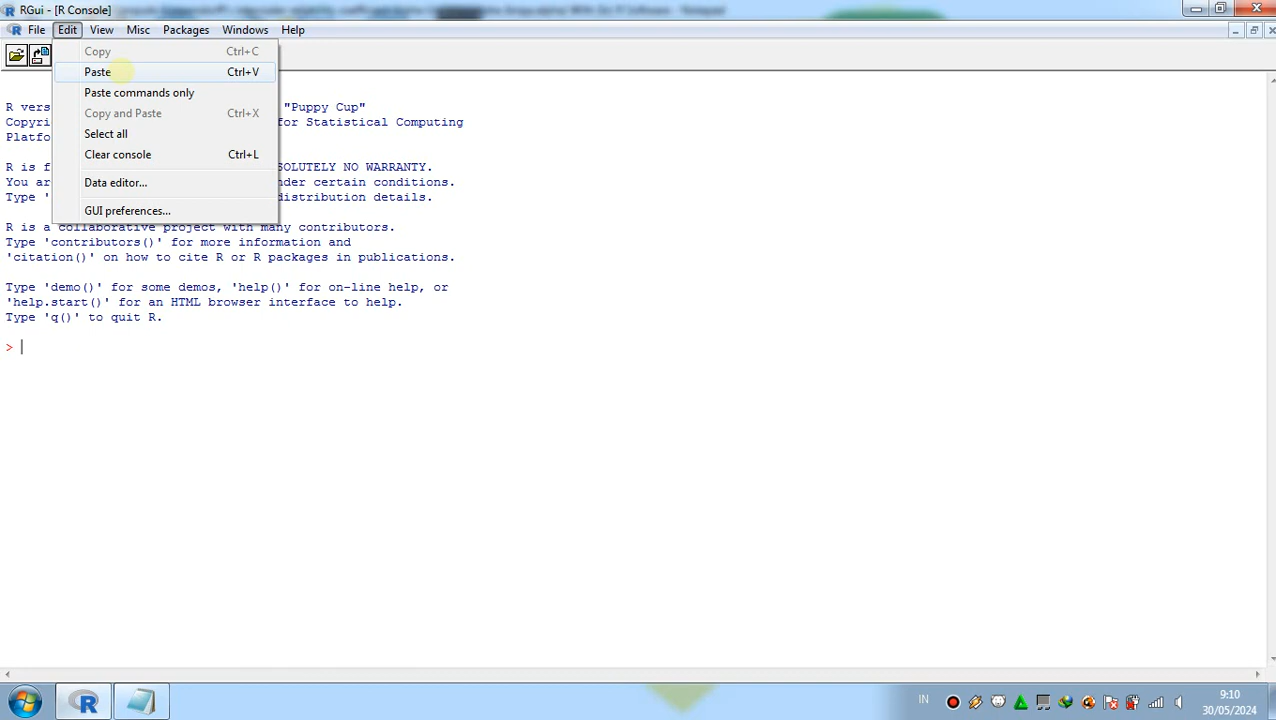 RGui - [R Console]
File Edit View Misc Packages Windows Help
Copy Ctrl+C
Paste Ctrl+V
Paste commands only
Copy and Paste Ctrl+X
Select all
Clear console Ctrl+L
Data editor...
GUI preferences...
R vers "Puppy Cup"
Copyri for Statistical Computing
Platfo
R is f SOLUTELY NO WARRANTY.
You ar nder certain conditions.
Type ' distribution details.
R is a collaborative project with many contributors.
Type 'contributors()' for more information and
'citation()' on how to cite R or R packages in publications.
Type 'demo()' for some demos, 'help()' for on-line help, or
'help.start()' for an HTML browser interface to help.
Type 'q()' to quit R.
>
IN
9:10
30/05/2024